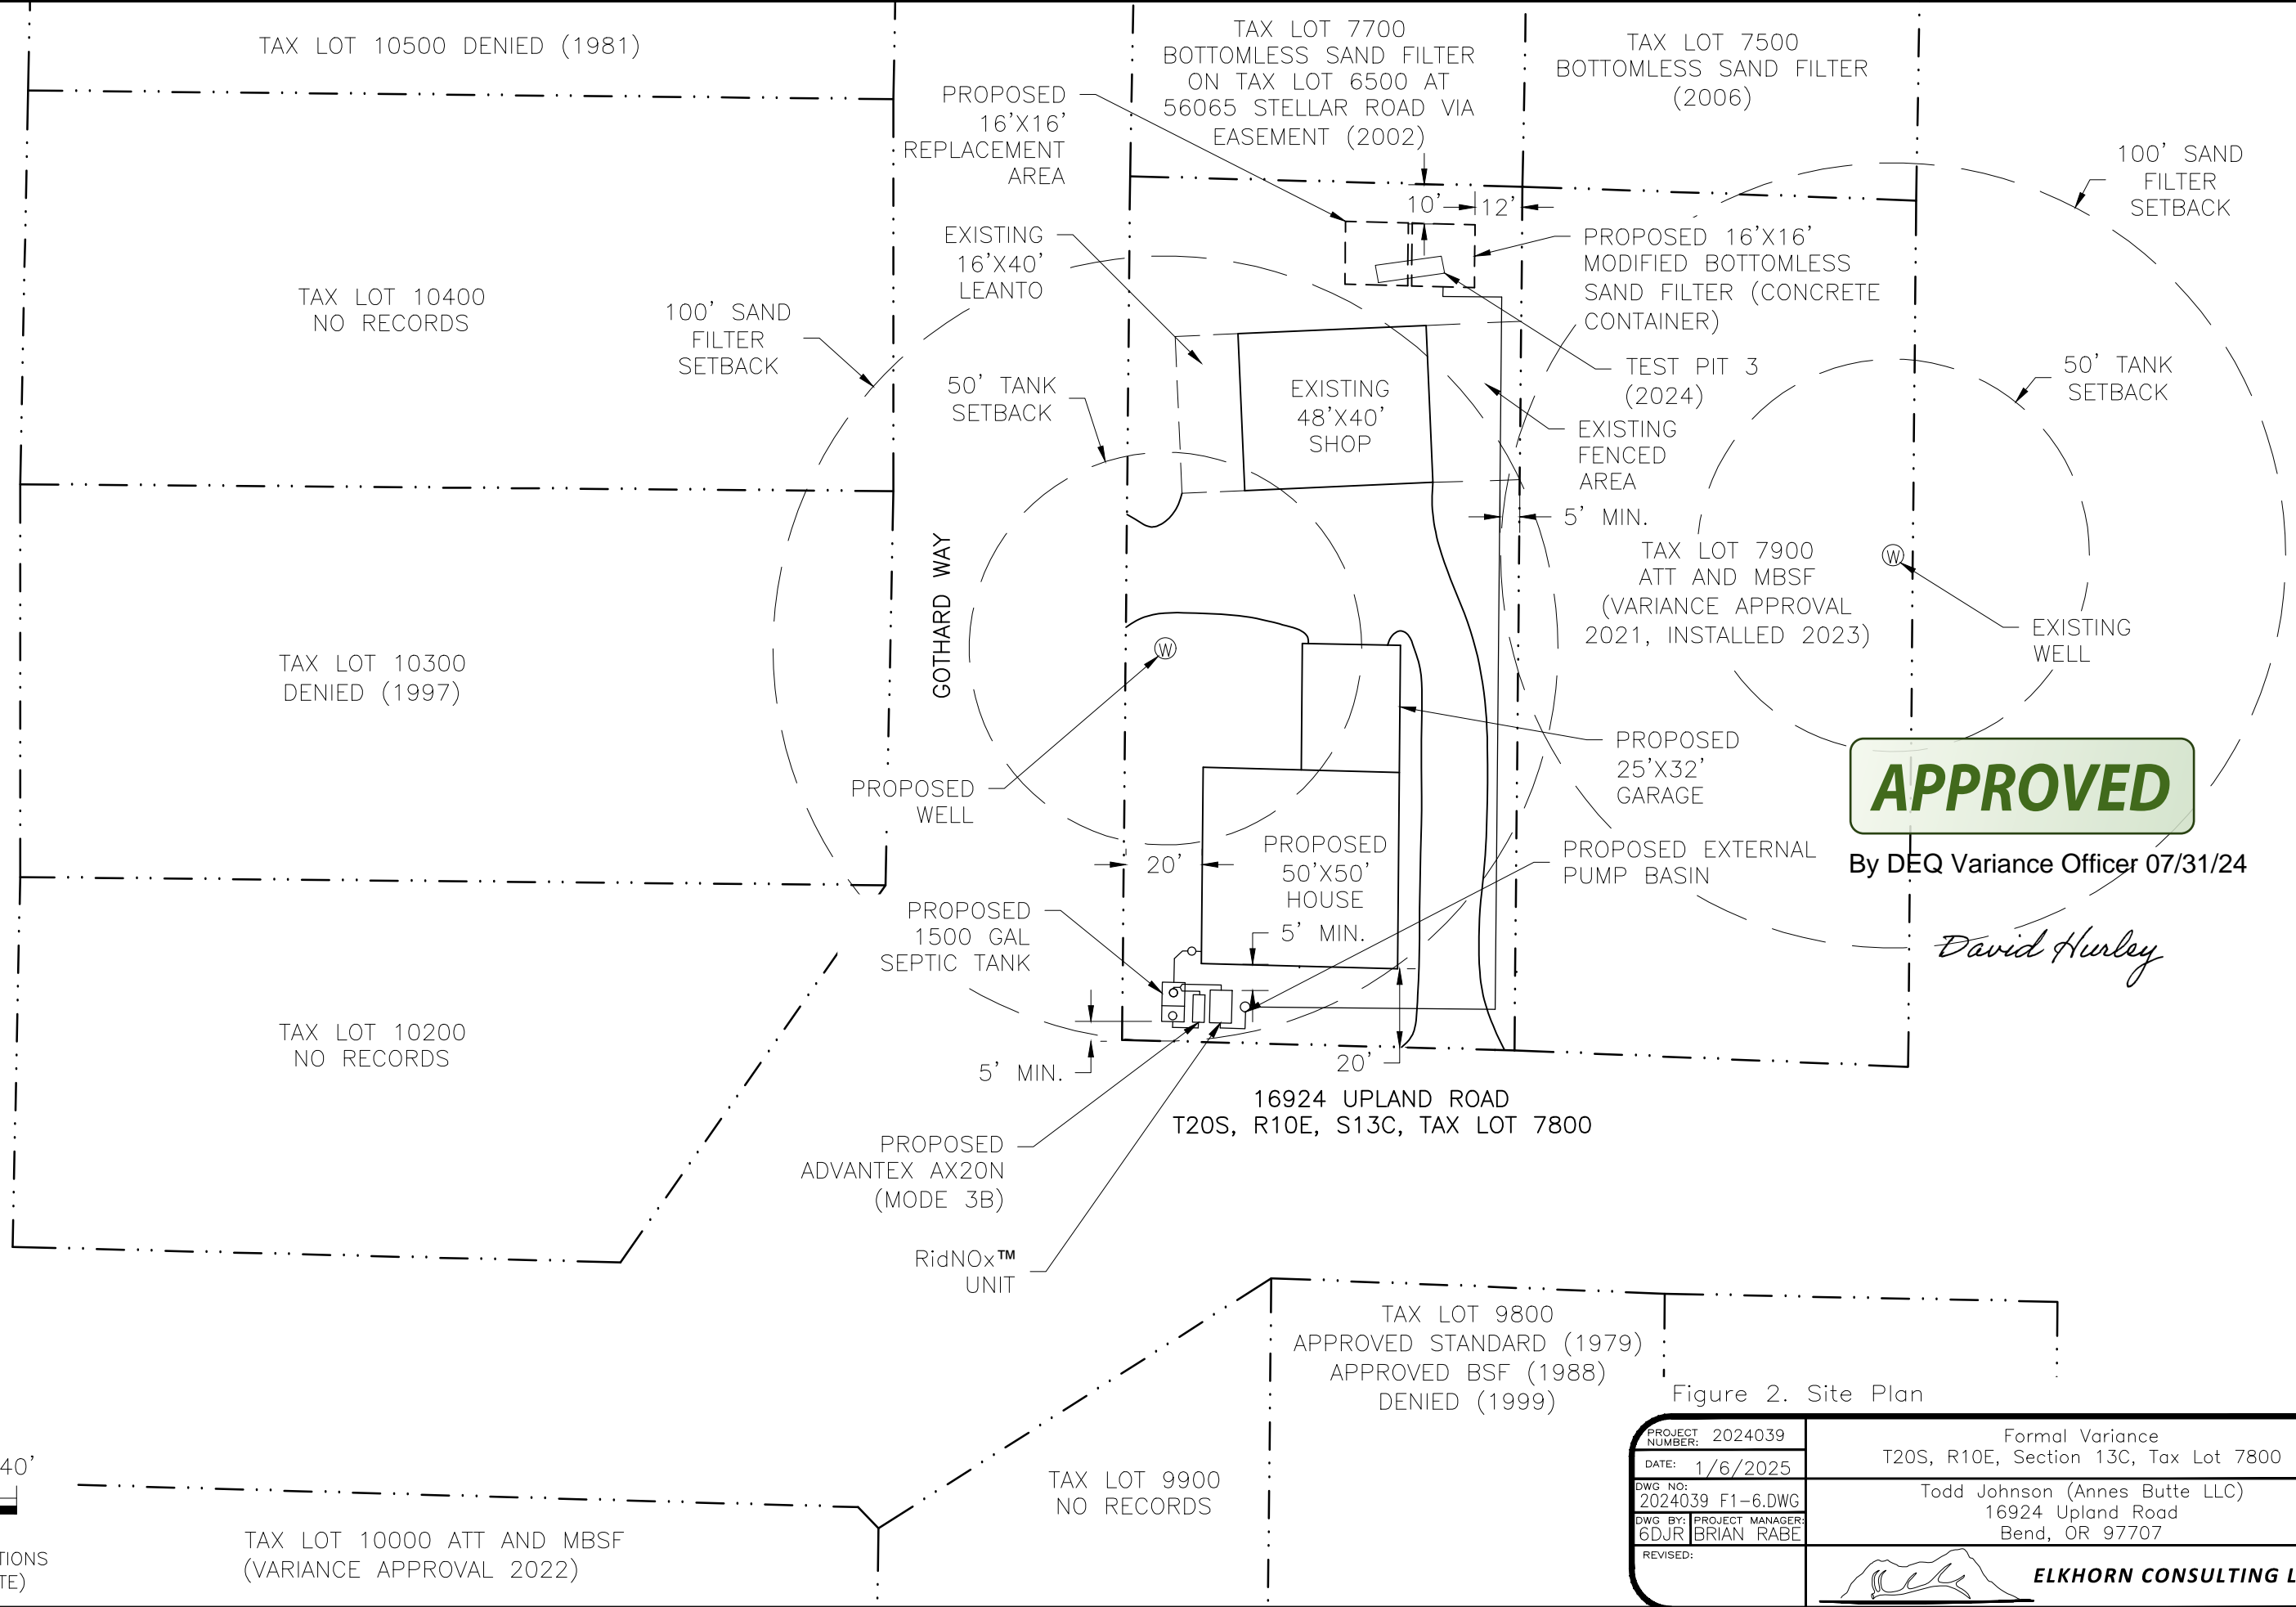 TAX LOT 10500 DENIED (1981)
TAX LOT 7700
BOTTOMLESS SAND FILTER
ON TAX LOT 6500 AT
56065 STELLAR ROAD VIA
EASEMENT (2002)
TAX LOT 7500
BOTTOMLESS SAND FILTER
(2006)
PROPOSED
16'X16'
REPLACEMENT
AREA
100' SAND
FILTER
SETBACK
10'
12'
EXISTING
16'X40'
LEANTO
PROPOSED 16'X16'
MODIFIED BOTTOMLESS
SAND FILTER (CONCRETE
CONTAINER)
TAX LOT 10400
NO RECORDS
100' SAND
FILTER
SETBACK
50' TANK
SETBACK
EXISTING
48'X40'
SHOP
TEST PIT 3
(2024)
50' TANK
SETBACK
EXISTING
FENCED
AREA
5' MIN.
GOTHARD WAY
TAX LOT 7900
ATT AND MBSF
(VARIANCE APPROVAL
2021, INSTALLED 2023)
W
EXISTING
WELL
TAX LOT 10300
DENIED (1997)
W
PROPOSED
WELL
PROPOSED
25'X32'
GARAGE
APPROVED
By DEQ Variance Officer 07/31/24
David Hurley
20'
PROPOSED
50'X50'
HOUSE
PROPOSED EXTERNAL
PUMP BASIN
PROPOSED
1500 GAL
SEPTIC TANK
5' MIN.
TAX LOT 10200
NO RECORDS
5' MIN.
20'
16924 UPLAND ROAD
T20S, R10E, S13C, TAX LOT 7800
PROPOSED
ADVANTEX AX20N
(MODE 3B)
RidNOx™
UNIT
TAX LOT 9800
APPROVED STANDARD (1979)
APPROVED BSF (1988)
DENIED (1999)
TAX LOT 9900
NO RECORDS
40'
TIONS
TE)
TAX LOT 10000 ATT AND MBSF
(VARIANCE APPROVAL 2022)
Figure 2. Site Plan
PROJECT NUMBER: 2024039
DATE: 1/6/2025
DWG NO:
2024039 F1-6.DWG
DWG BY: PROJECT MANAGER:
6DJR BRIAN RABE
REVISED:
Formal Variance
T20S, R10E, Section 13C, Tax Lot 7800
Todd Johnson (Annes Butte LLC)
16924 Upland Road
Bend, OR 97707
ELKHORN CONSULTING L